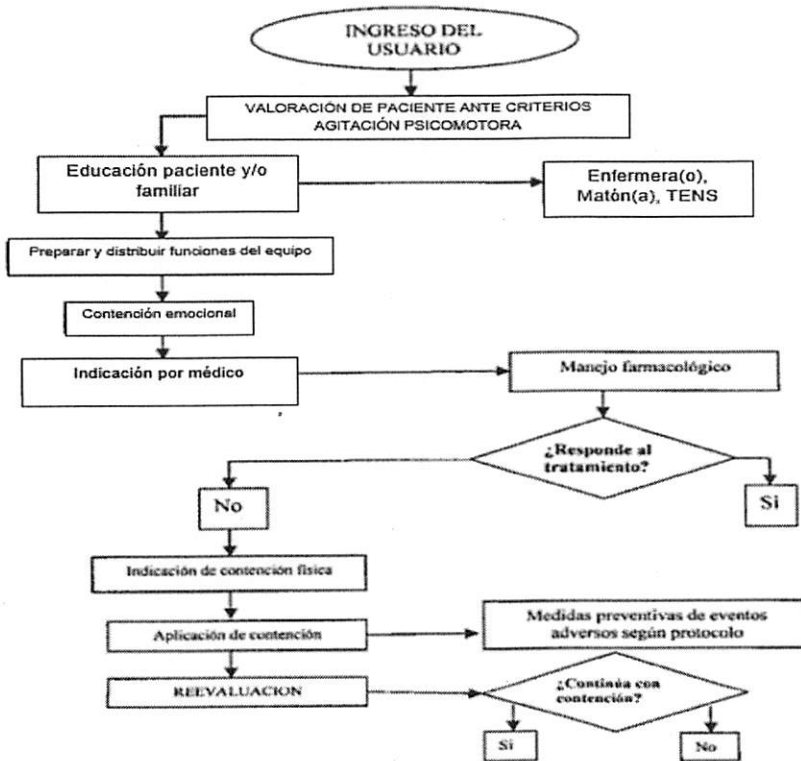 INGRESO DEL
USUARIO
VALORACIÓN DE PACIENTE ANTE CRITERIOS
AGITACIÓN PSICOMOTORA
Educación paciente y/o
familiar
Enfermera(o),
Matón(a), TENS
Preparar y distribuir funciones del equipo
Contención emocional
Indicación por médico
Manejo farmacológico
¿Responde al
tratamiento?
No
Si
Indicación de contención física
Aplicación de contención
Medidas preventivas de eventos
adversos según protocolo
REEVALUACION
¿Continúa con
contención?
Si
No